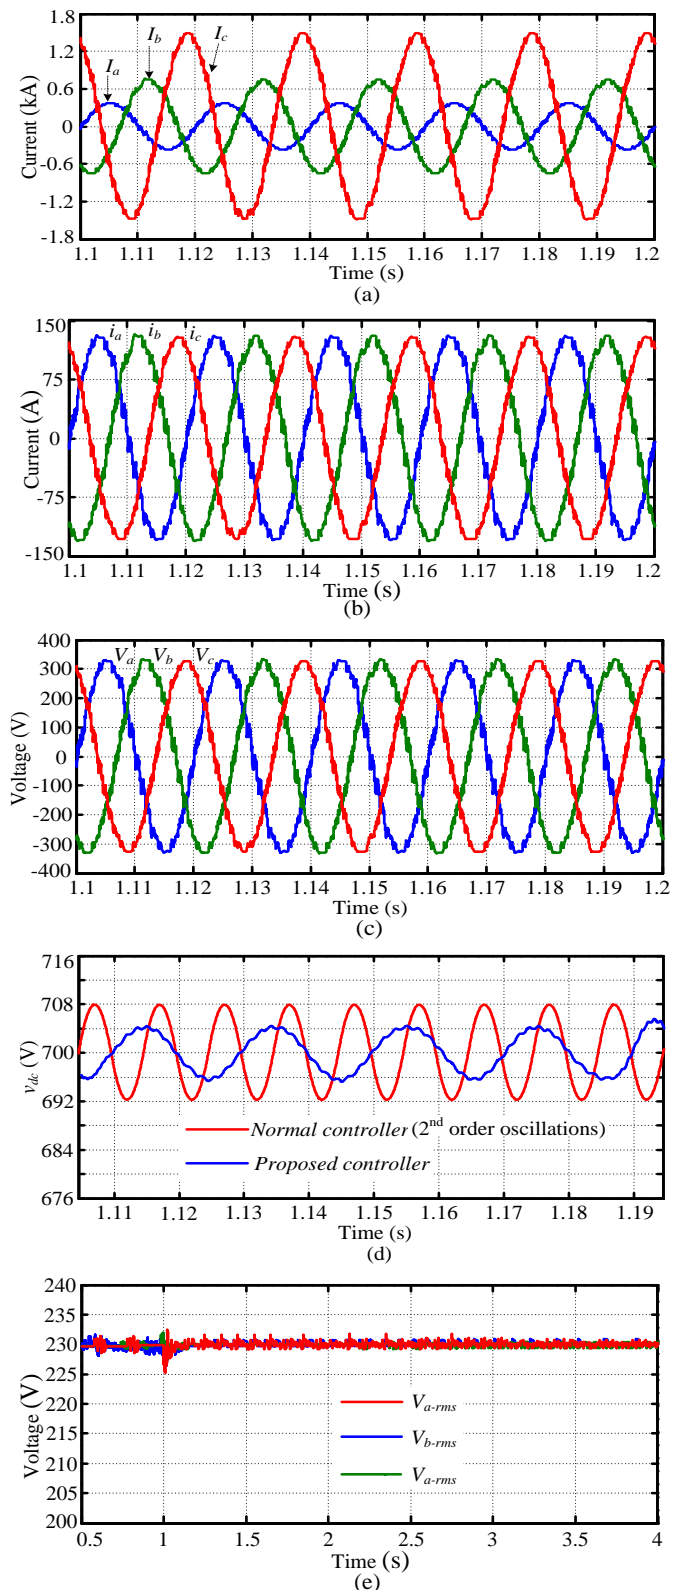 1.8
1.2
0.6
0
-0.6
-1.2
-1.8
Current (kA)
I_a
I_b
I_c
1.1 1.11 1.12 1.13 1.14 1.15 1.16 1.17 1.18 1.19 1.2
Time (s)
(a)
150
75
0
-75
-150
Current (A)
i_a i_b i_c
1.1 1.11 1.12 1.13 1.14 1.15 1.16 1.17 1.18 1.19 1.2
Time (s)
(b)
400
300
200
100
0
-100
-200
-300
-400
Voltage (V)
V_a V_b V_c
1.1 1.11 1.12 1.13 1.14 1.15 1.16 1.17 1.18 1.19 1.2
Time (s)
(c)
716
708
700
692
684
676
v_dc (V)
Normal controller (2nd order oscillations)
Proposed controller
1.11 1.12 1.13 1.14 1.15 1.16 1.17 1.18 1.19
Time (s)
(d)
240
235
230
225
220
215
210
205
200
Voltage (V)
V_a-rms
V_b-rms
V_a-rms
0.5 1 1.5 2 2.5 3 3.5 4
Time (s)
(e)